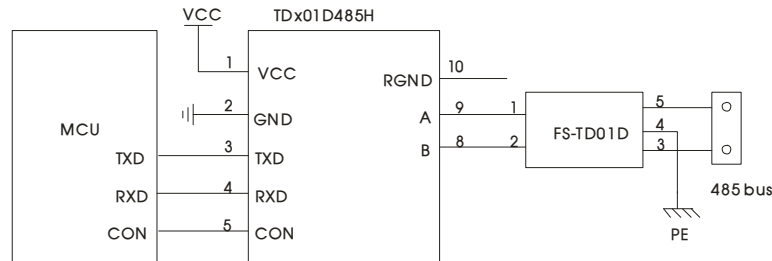 VCC
TDx01D485H
1
VCC
RGND
10
2
GND
A
9
1
5
MCU
FS-TD01D
4
B
8
2
3
TXD
3
TXD
RXD
4
RXD
485 bus
CON
5
CON
PE